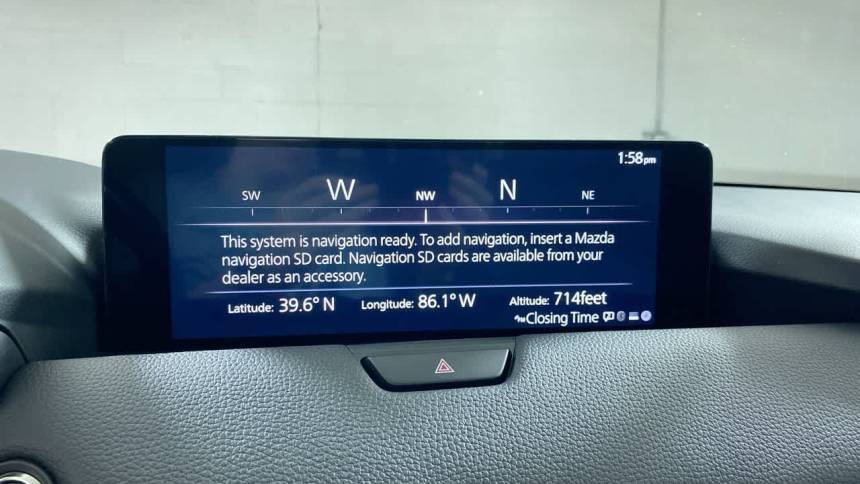 1:58pm
SW W NW N NE
This system is navigation ready. To add navigation, insert a Mazda
navigation SD card. Navigation SD cards are available from your
dealer as an accessory.
Latitude: 39.6° N Longitude: 86.1° W Altitude: 714feet
Closing Time